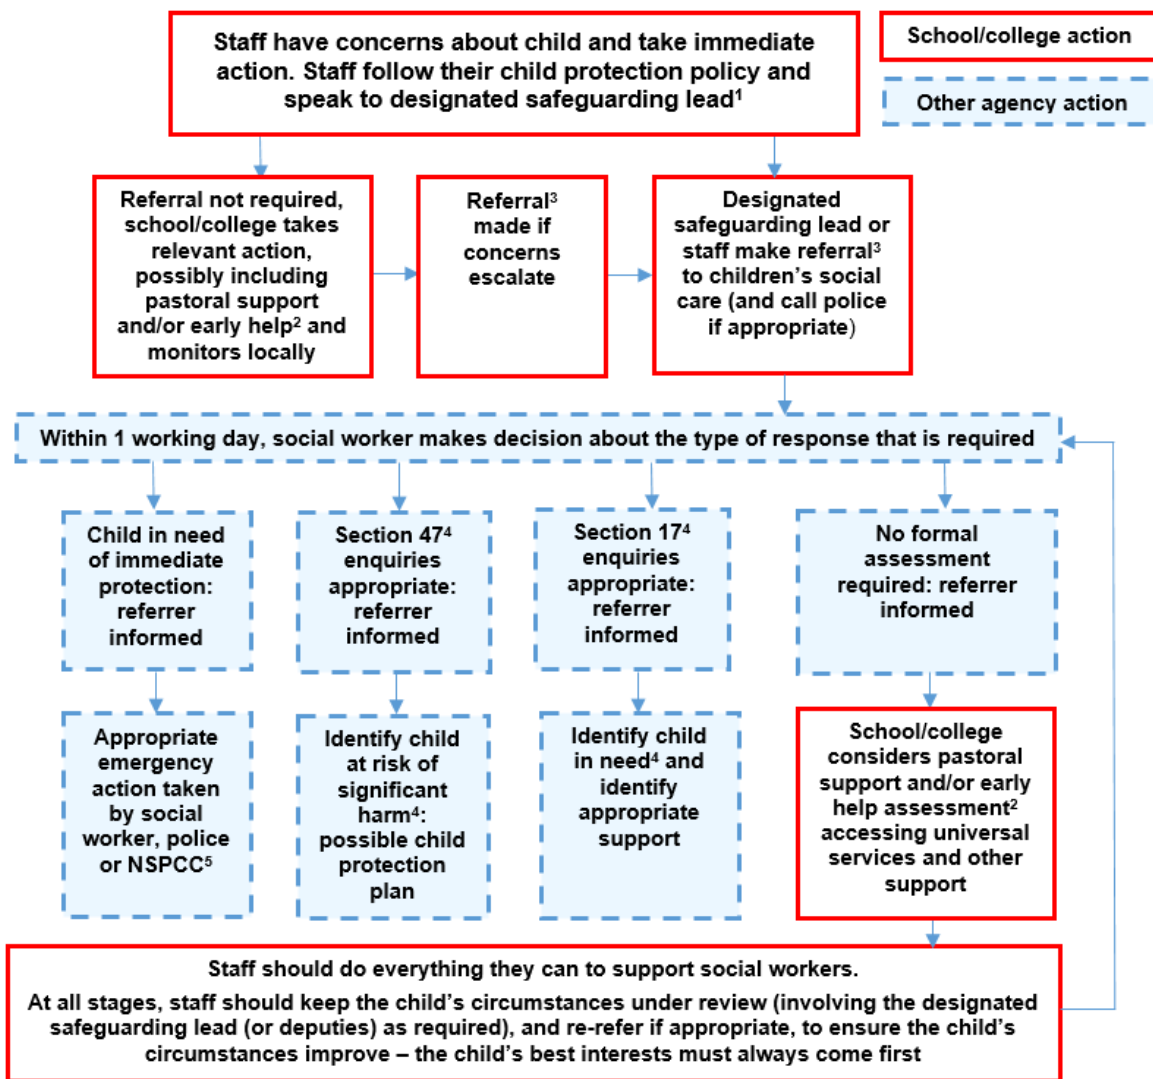 Staff have concerns about child and take immediate
action. Staff follow their child protection policy and
speak to designated safeguarding lead¹
School/college action
Other agency action
Referral not required,
school/college takes
relevant action,
possibly including
pastoral support
and/or early help² and
monitors locally
Referral³
made if
concerns
escalate
Designated
safeguarding lead or
staff make referral³
to children’s social
care (and call police
if appropriate)
Within 1 working day, social worker makes decision about the type of response that is required
Child in need
of immediate
protection:
referrer
informed
Section 47⁴
enquiries
appropriate:
referrer
informed
Section 17⁴
enquiries
appropriate:
referrer
informed
No formal
assessment
required: referrer
informed
Appropriate
emergency
action taken
by social
worker, police
or NSPCC⁵
Identify child
at risk of
significant
harm⁴:
possible child
protection
plan
Identify child
in need⁴ and
identify
appropriate
support
School/college
considers pastoral
support and/or early
help assessment²
accessing universal
services and other
support
Staff should do everything they can to support social workers.
At all stages, staff should keep the child’s circumstances under review (involving the designated
safeguarding lead (or deputies) as required), and re-refer if appropriate, to ensure the child’s
circumstances improve – the child’s best interests must always come first